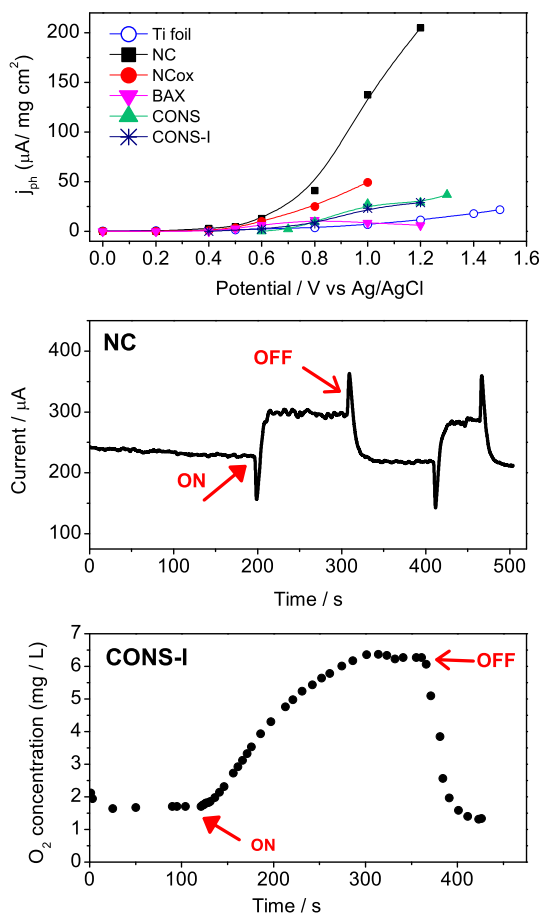 200
150
100
50
0
j_ph (μA/ mg cm²)
Ti foil
NC
NCox
BAX
CONS
CONS-I
0.0 0.2 0.4 0.6 0.8 1.0 1.2 1.4 1.6
Potential / V vs Ag/AgCl
NC
OFF
ON
400
300
200
100
Current / μA
0 100 200 300 400 500
Time / s
CONS-I
OFF
ON
7
6
5
4
3
2
1
0
O₂ concentration (mg / L)
0 100 200 300 400
Time / s